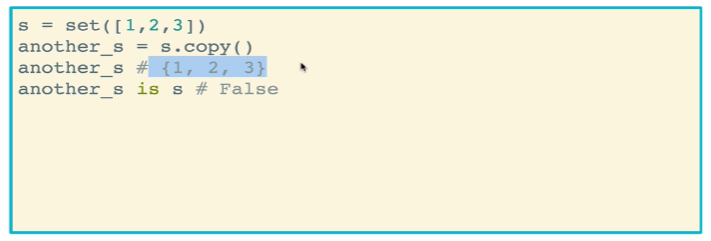 s = set([1,2,3])
another_s = s.copy()
another_s # {1, 2, 3}
another_s is s # False